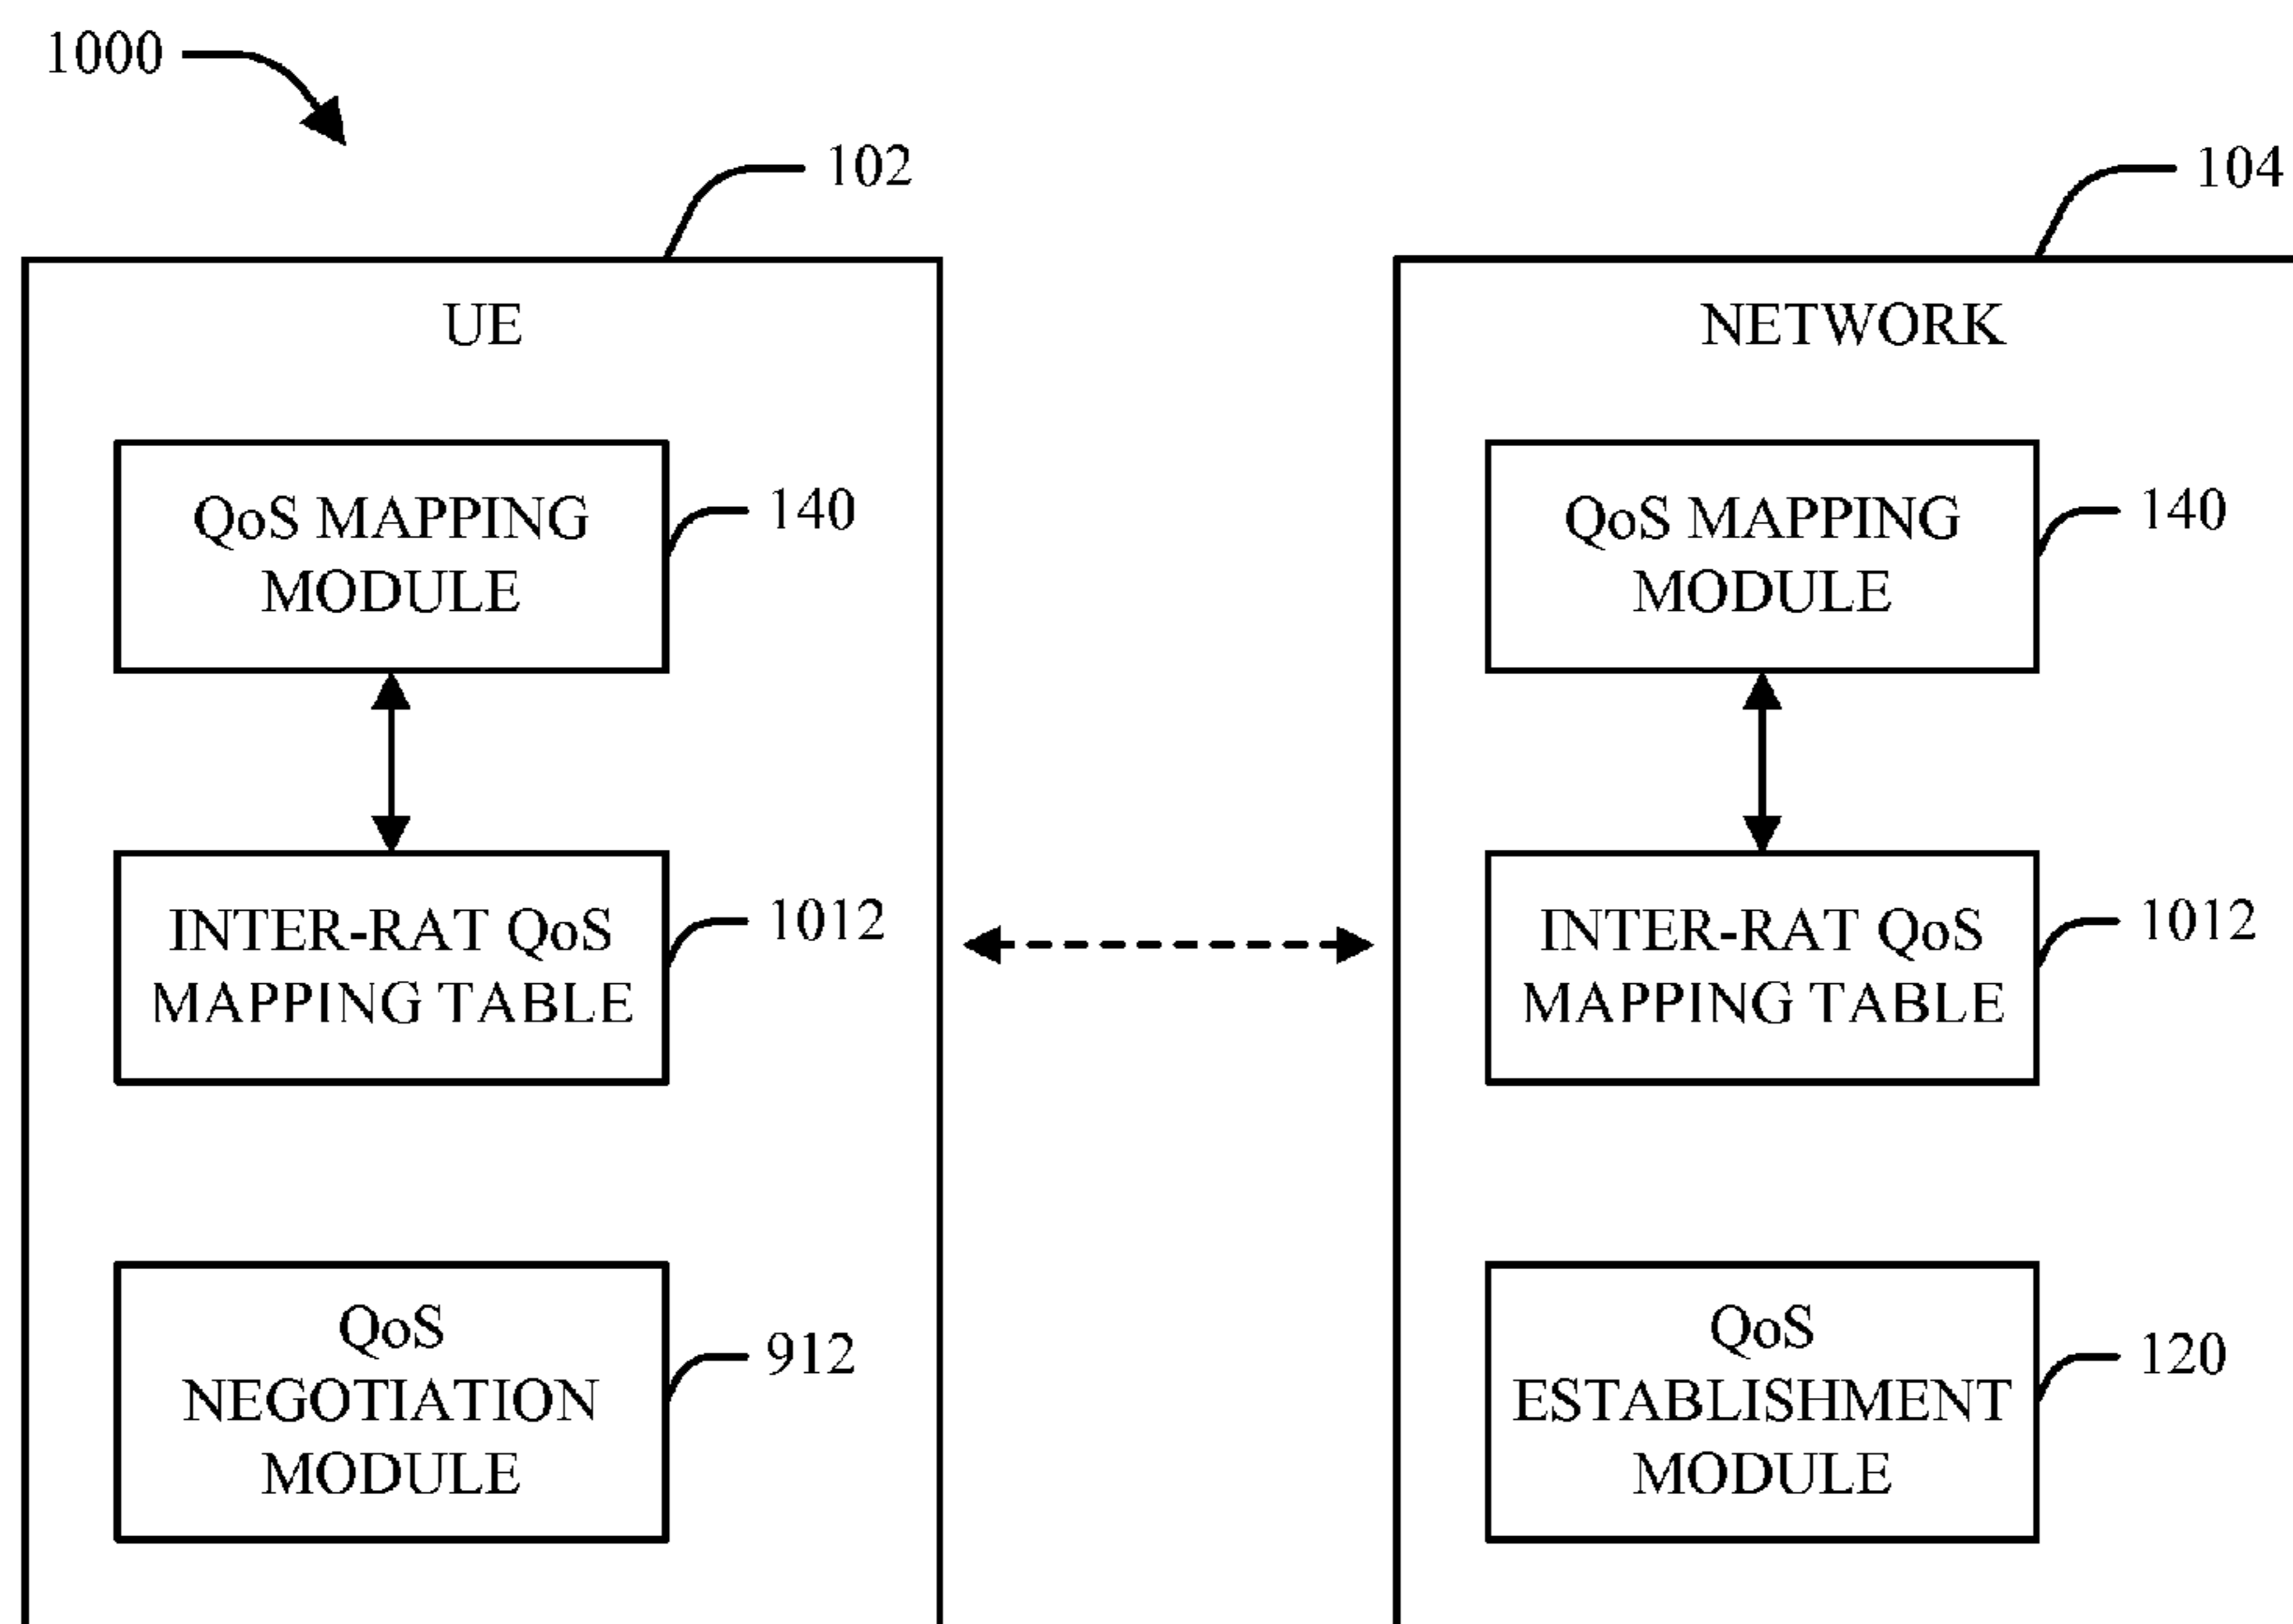 1000
102
104
UE
NETWORK
QoS MAPPING
MODULE
140
QoS MAPPING
MODULE
140
INTER-RAT QoS
MAPPING TABLE
1012
INTER-RAT QoS
MAPPING TABLE
1012
QoS
NEGOTIATION
MODULE
912
QoS
ESTABLISHMENT
MODULE
120